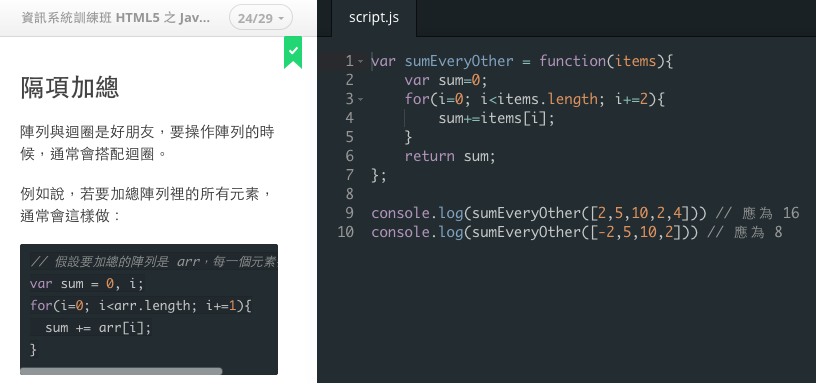 資訊系統訓練班 HTML5 之 Jav...
24/29
隔項加總
陣列與迴圈是好朋友，要操作陣列的時
候，通常會搭配迴圈。
例如說，若要加總陣列裡的所有元素，
通常會這樣做：
// 假設要加總的陣列是 arr，每一個元素
var sum = 0, i;
for(i=0; i<arr.length; i+=1){
  sum += arr[i];
}
script.js
1 var sumEveryOther = function(items){
2     var sum=0;
3     for(i=0; i<items.length; i+=2){
4         sum+=items[i];
5     }
6     return sum;
7 };
8
9 console.log(sumEveryOther([2,5,10,2,4])) // 應為 16
10 console.log(sumEveryOther([-2,5,10,2])) // 應為 8